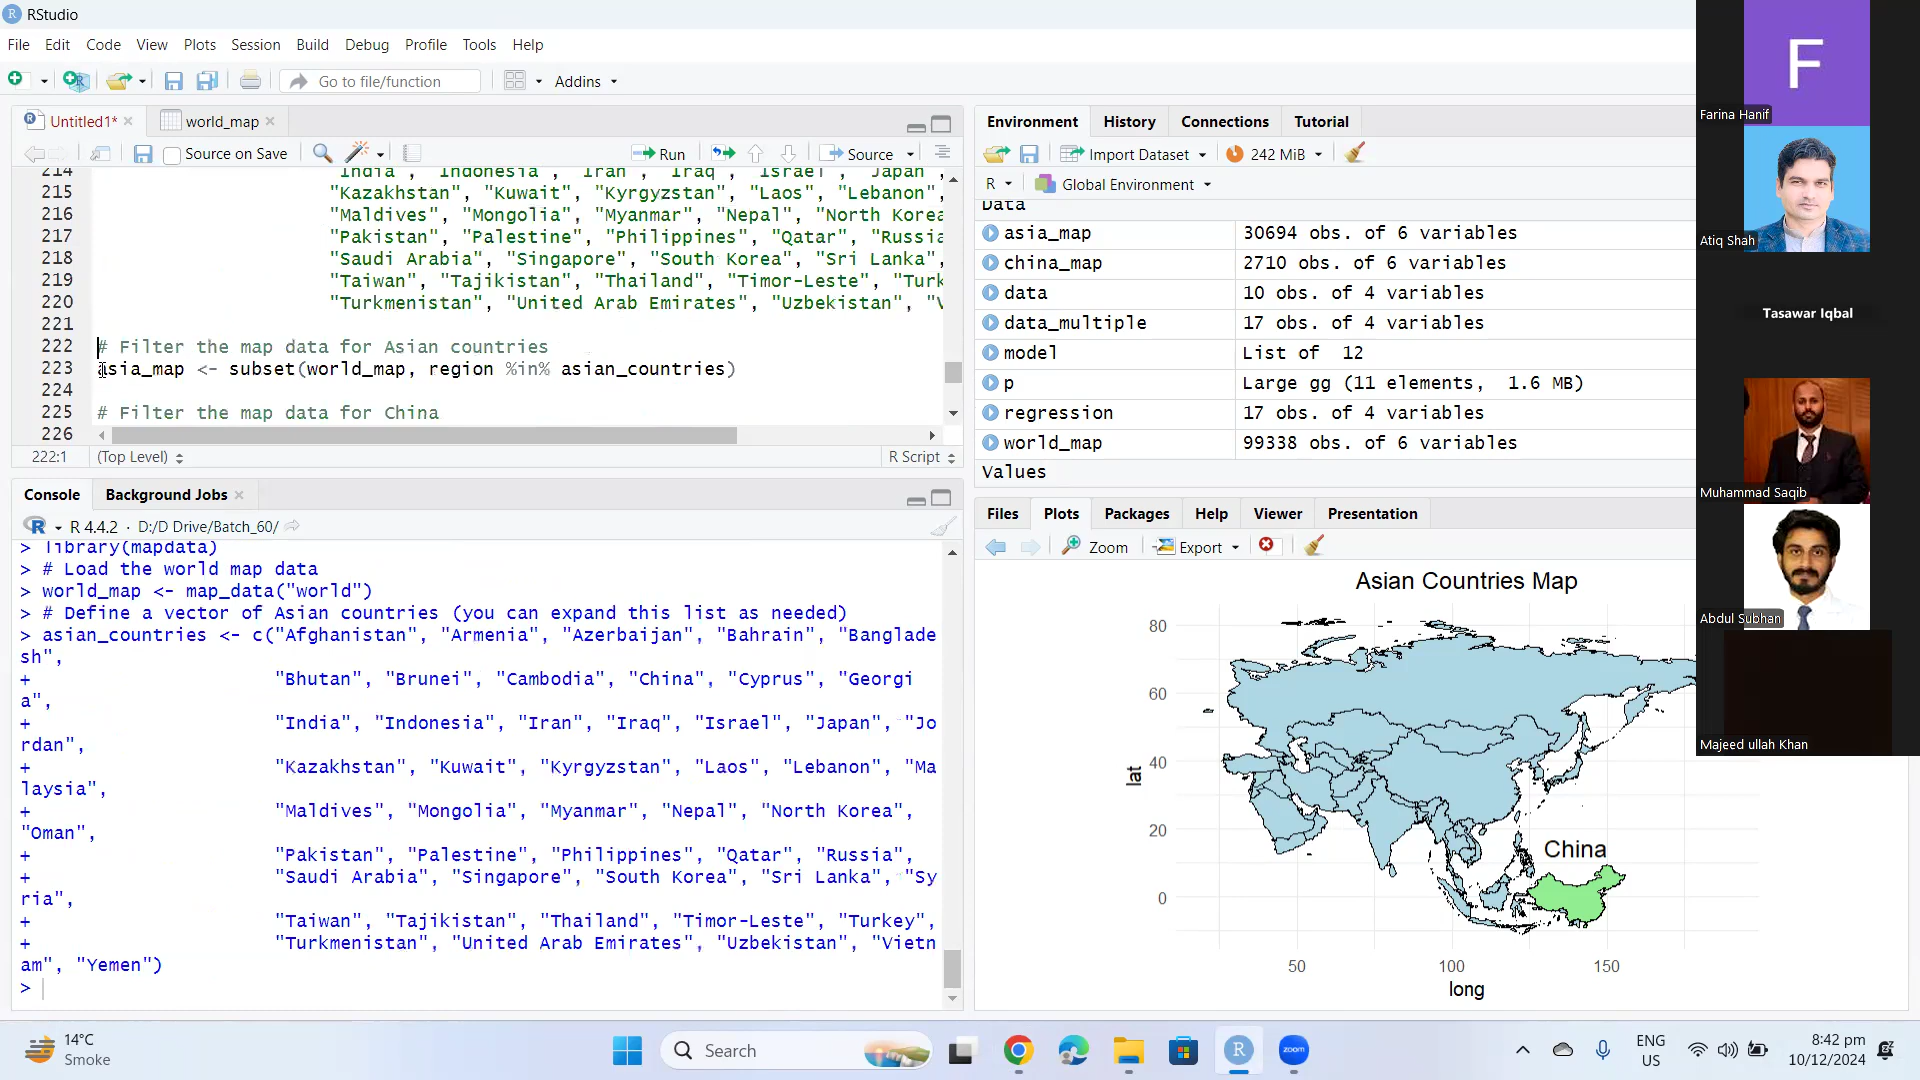 RStudio
File Edit Code View Plots Session Build Debug Profile Tools Help
Go to file/function Addins
Untitled1* world_map
Source on Save Run Source
214 "India", "Indonesia", "Iran", "Iraq", "Israel", "Japan",
215 "Kazakhstan", "Kuwait", "Kyrgyzstan", "Laos", "Lebanon",
216 "Maldives", "Mongolia", "Myanmar", "Nepal", "North Korea
217 "Pakistan", "Palestine", "Philippines", "Qatar", "Russia
218 "Saudi Arabia", "Singapore", "South Korea", "Sri Lanka",
219 "Taiwan", "Tajikistan", "Thailand", "Timor-Leste", "Turk
220 "Turkmenistan", "United Arab Emirates", "Uzbekistan", "V
221
222 # Filter the map data for Asian countries
223 asia_map <- subset(world_map, region %in% asian_countries)
224
225 # Filter the map data for China
226
222:1 (Top Level) R Script
Console Background Jobs
R 4.4.2 · D:/D Drive/Batch_60/
> library(mapdata)
> # Load the world map data
> world_map <- map_data("world")
> # Define a vector of Asian countries (you can expand this list as needed)
> asian_countries <- c("Afghanistan", "Armenia", "Azerbaijan", "Bahrain", "Banglade
sh",
+ "Bhutan", "Brunei", "Cambodia", "China", "Cyprus", "Georgi
a",
+ "India", "Indonesia", "Iran", "Iraq", "Israel", "Japan", "Jo
rdan",
+ "Kazakhstan", "Kuwait", "Kyrgyzstan", "Laos", "Lebanon", "Ma
laysia",
+ "Maldives", "Mongolia", "Myanmar", "Nepal", "North Korea",
"Oman",
+ "Pakistan", "Palestine", "Philippines", "Qatar", "Russia",
+ "Saudi Arabia", "Singapore", "South Korea", "Sri Lanka", "Sy
ria",
+ "Taiwan", "Tajikistan", "Thailand", "Timor-Leste", "Turkey",
+ "Turkmenistan", "United Arab Emirates", "Uzbekistan", "Vietn
am", "Yemen")
>
Environment History Connections Tutorial
Import Dataset 242 MiB
R Global Environment
Data
asia_map 30694 obs. of 6 variables
china_map 2710 obs. of 6 variables
data 10 obs. of 4 variables
data_multiple 17 obs. of 4 variables
model List of 12
p Large gg (11 elements, 1.6 MB)
regression 17 obs. of 4 variables
world_map 99338 obs. of 6 variables
Values
Files Plots Packages Help Viewer Presentation
Zoom Export
Asian Countries Map
80
60
40
20
0
lat
China
50 100 150
long
F
Farina Hanif
Atiq Shah
Tasawar Iqbal
Muhammad Saqib
Abdul Subhan
Majeed ullah Khan
14°C
Smoke
Search
zoom
ENG
US
8:42 pm
10/12/2024